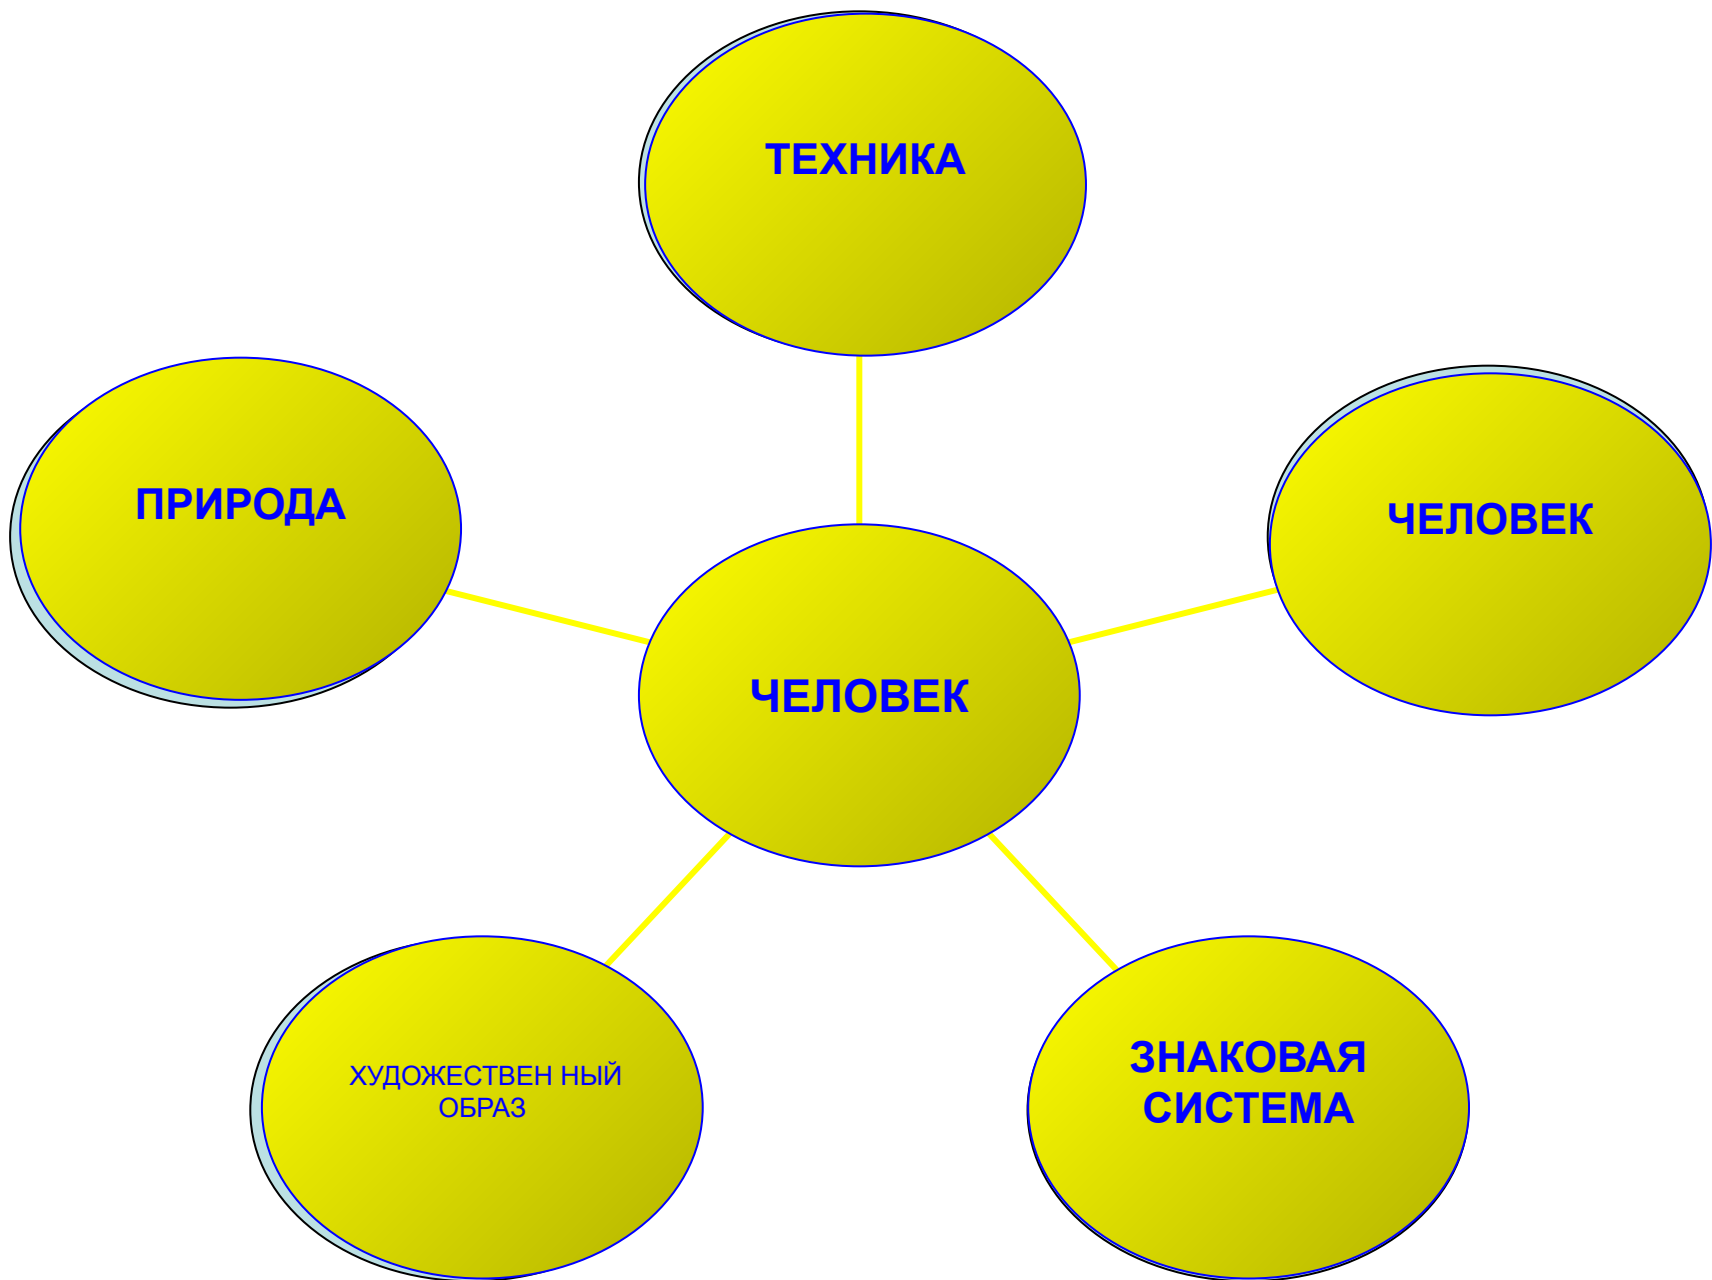 ТЕХНИКА
ПРИРОДА
ЧЕЛОВЕК
ЧЕЛОВЕК
ХУДОЖЕСТВЕН НЫЙ
ОБРАЗ
ЗНАКОВАЯ
СИСТЕМА